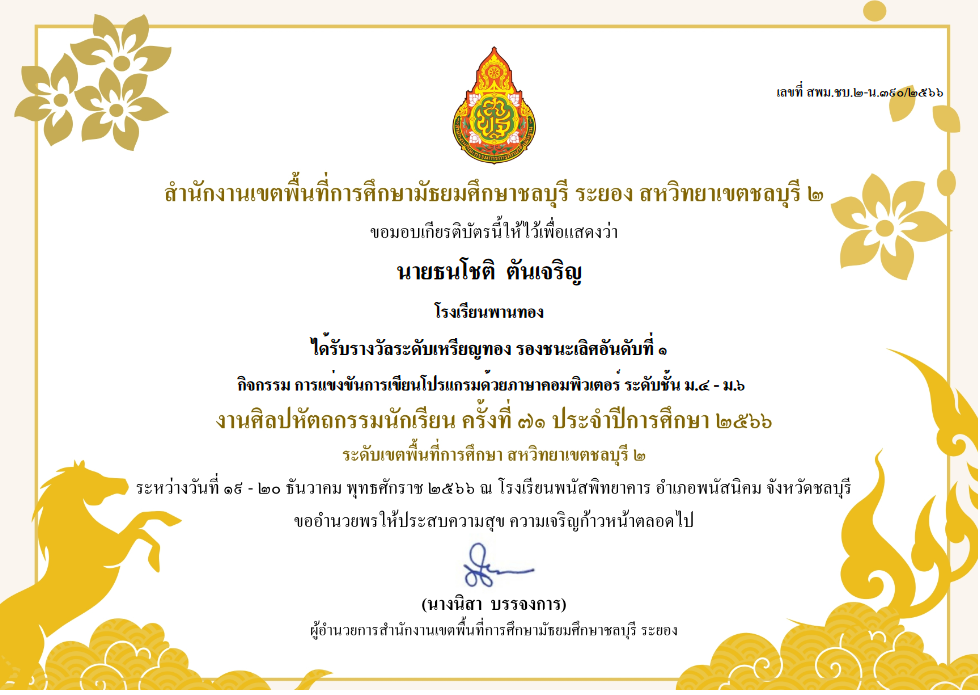 เลขที่ สพม.ชบ.๒-น.๓๙๐/๒๕๖๖
สำนักงานเขตพื้นที่การศึกษามัธยมศึกษาชลบุรี ระยอง สหวิทยาเขตชลบุรี ๒
ขอมอบเกียรติบัตรนี้ให้ไว้เพื่อแสดงว่า
นายธนโชติ ตันเจริญ
โรงเรียนพานทอง
ได้รับรางวัลระดับเหรียญทอง รองชนะเลิศอันดับที่ ๑
กิจกรรม การแข่งขันการเขียนโปรแกรมด้วยภาษาคอมพิวเตอร์ ระดับชั้น ม.๔ - ม.๖
งานศิลปหัตถกรรมนักเรียน ครั้งที่ ๗๑ ประจำปีการศึกษา ๒๕๖๖
ระดับเขตพื้นที่การศึกษา สหวิทยาเขตชลบุรี ๒
ระหว่างวันที่ ๑๙ - ๒๐ ธันวาคม พุทธศักราช ๒๕๖๖ ณ โรงเรียนพนัสพิทยาคาร อำเภอพนัสนิคม จังหวัดชลบุรี
ขออำนวยพรให้ประสบความสุข ความเจริญก้าวหน้าตลอดไป
(นางนิสา บรรจงการ)
ผู้อำนวยการสำนักงานเขตพื้นที่การศึกษามัธยมศึกษาชลบุรี ระยอง